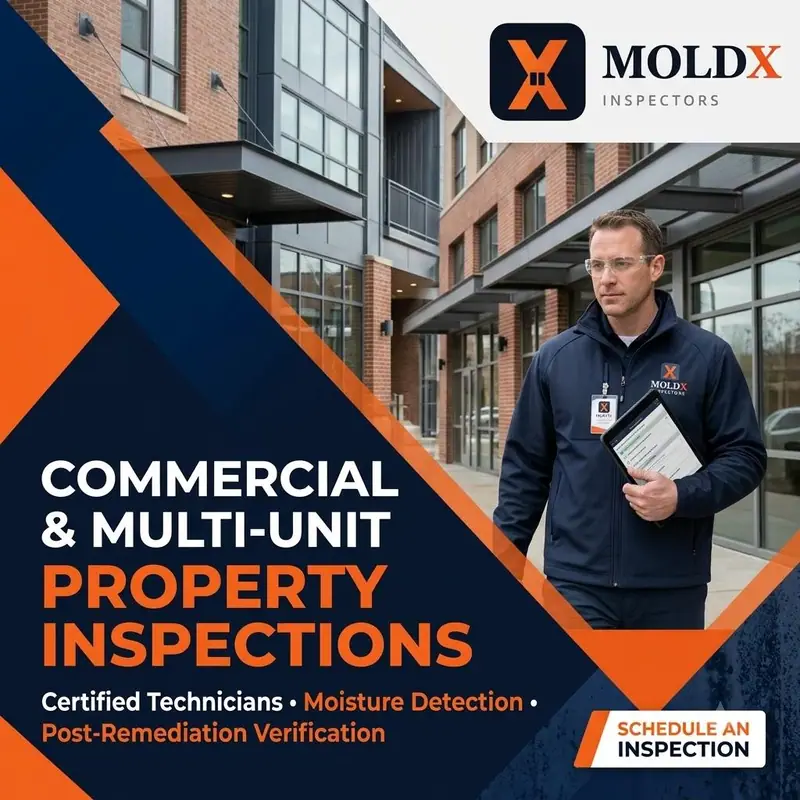 MOLDX
INSPECTORS
MOLDX
COMMERCIAL
& MULTI-UNIT
PROPERTY
INSPECTIONS
Certified Technicians • Moisture Detection •
Post-Remediation Verification
SCHEDULE AN
INSPECTION